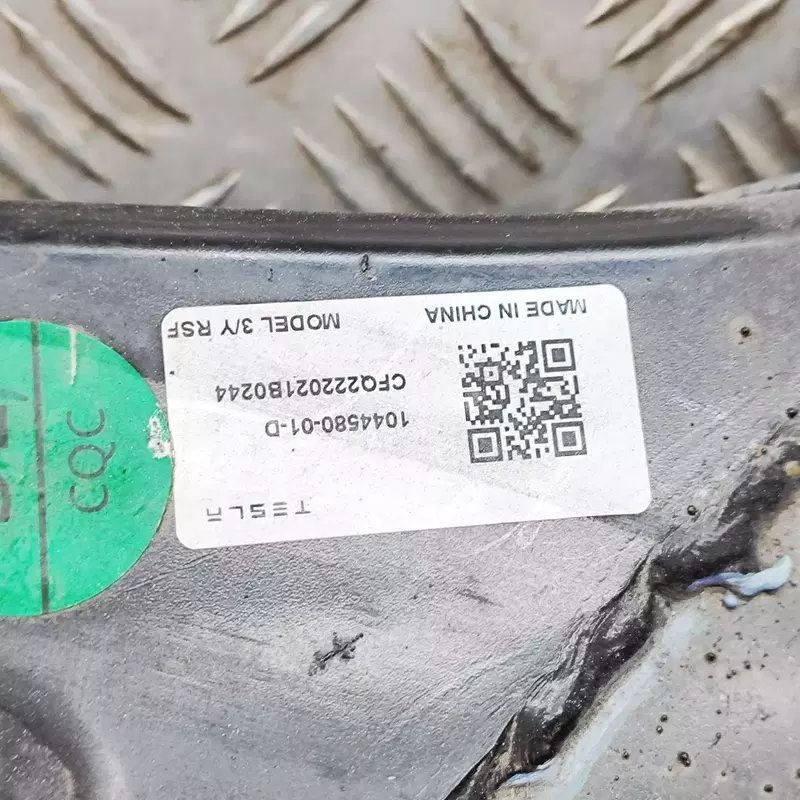 TESLA
1044580-01-D
CFQ222021B0244
MADE IN CHINA
MODEL 3/Y RSF
CQC